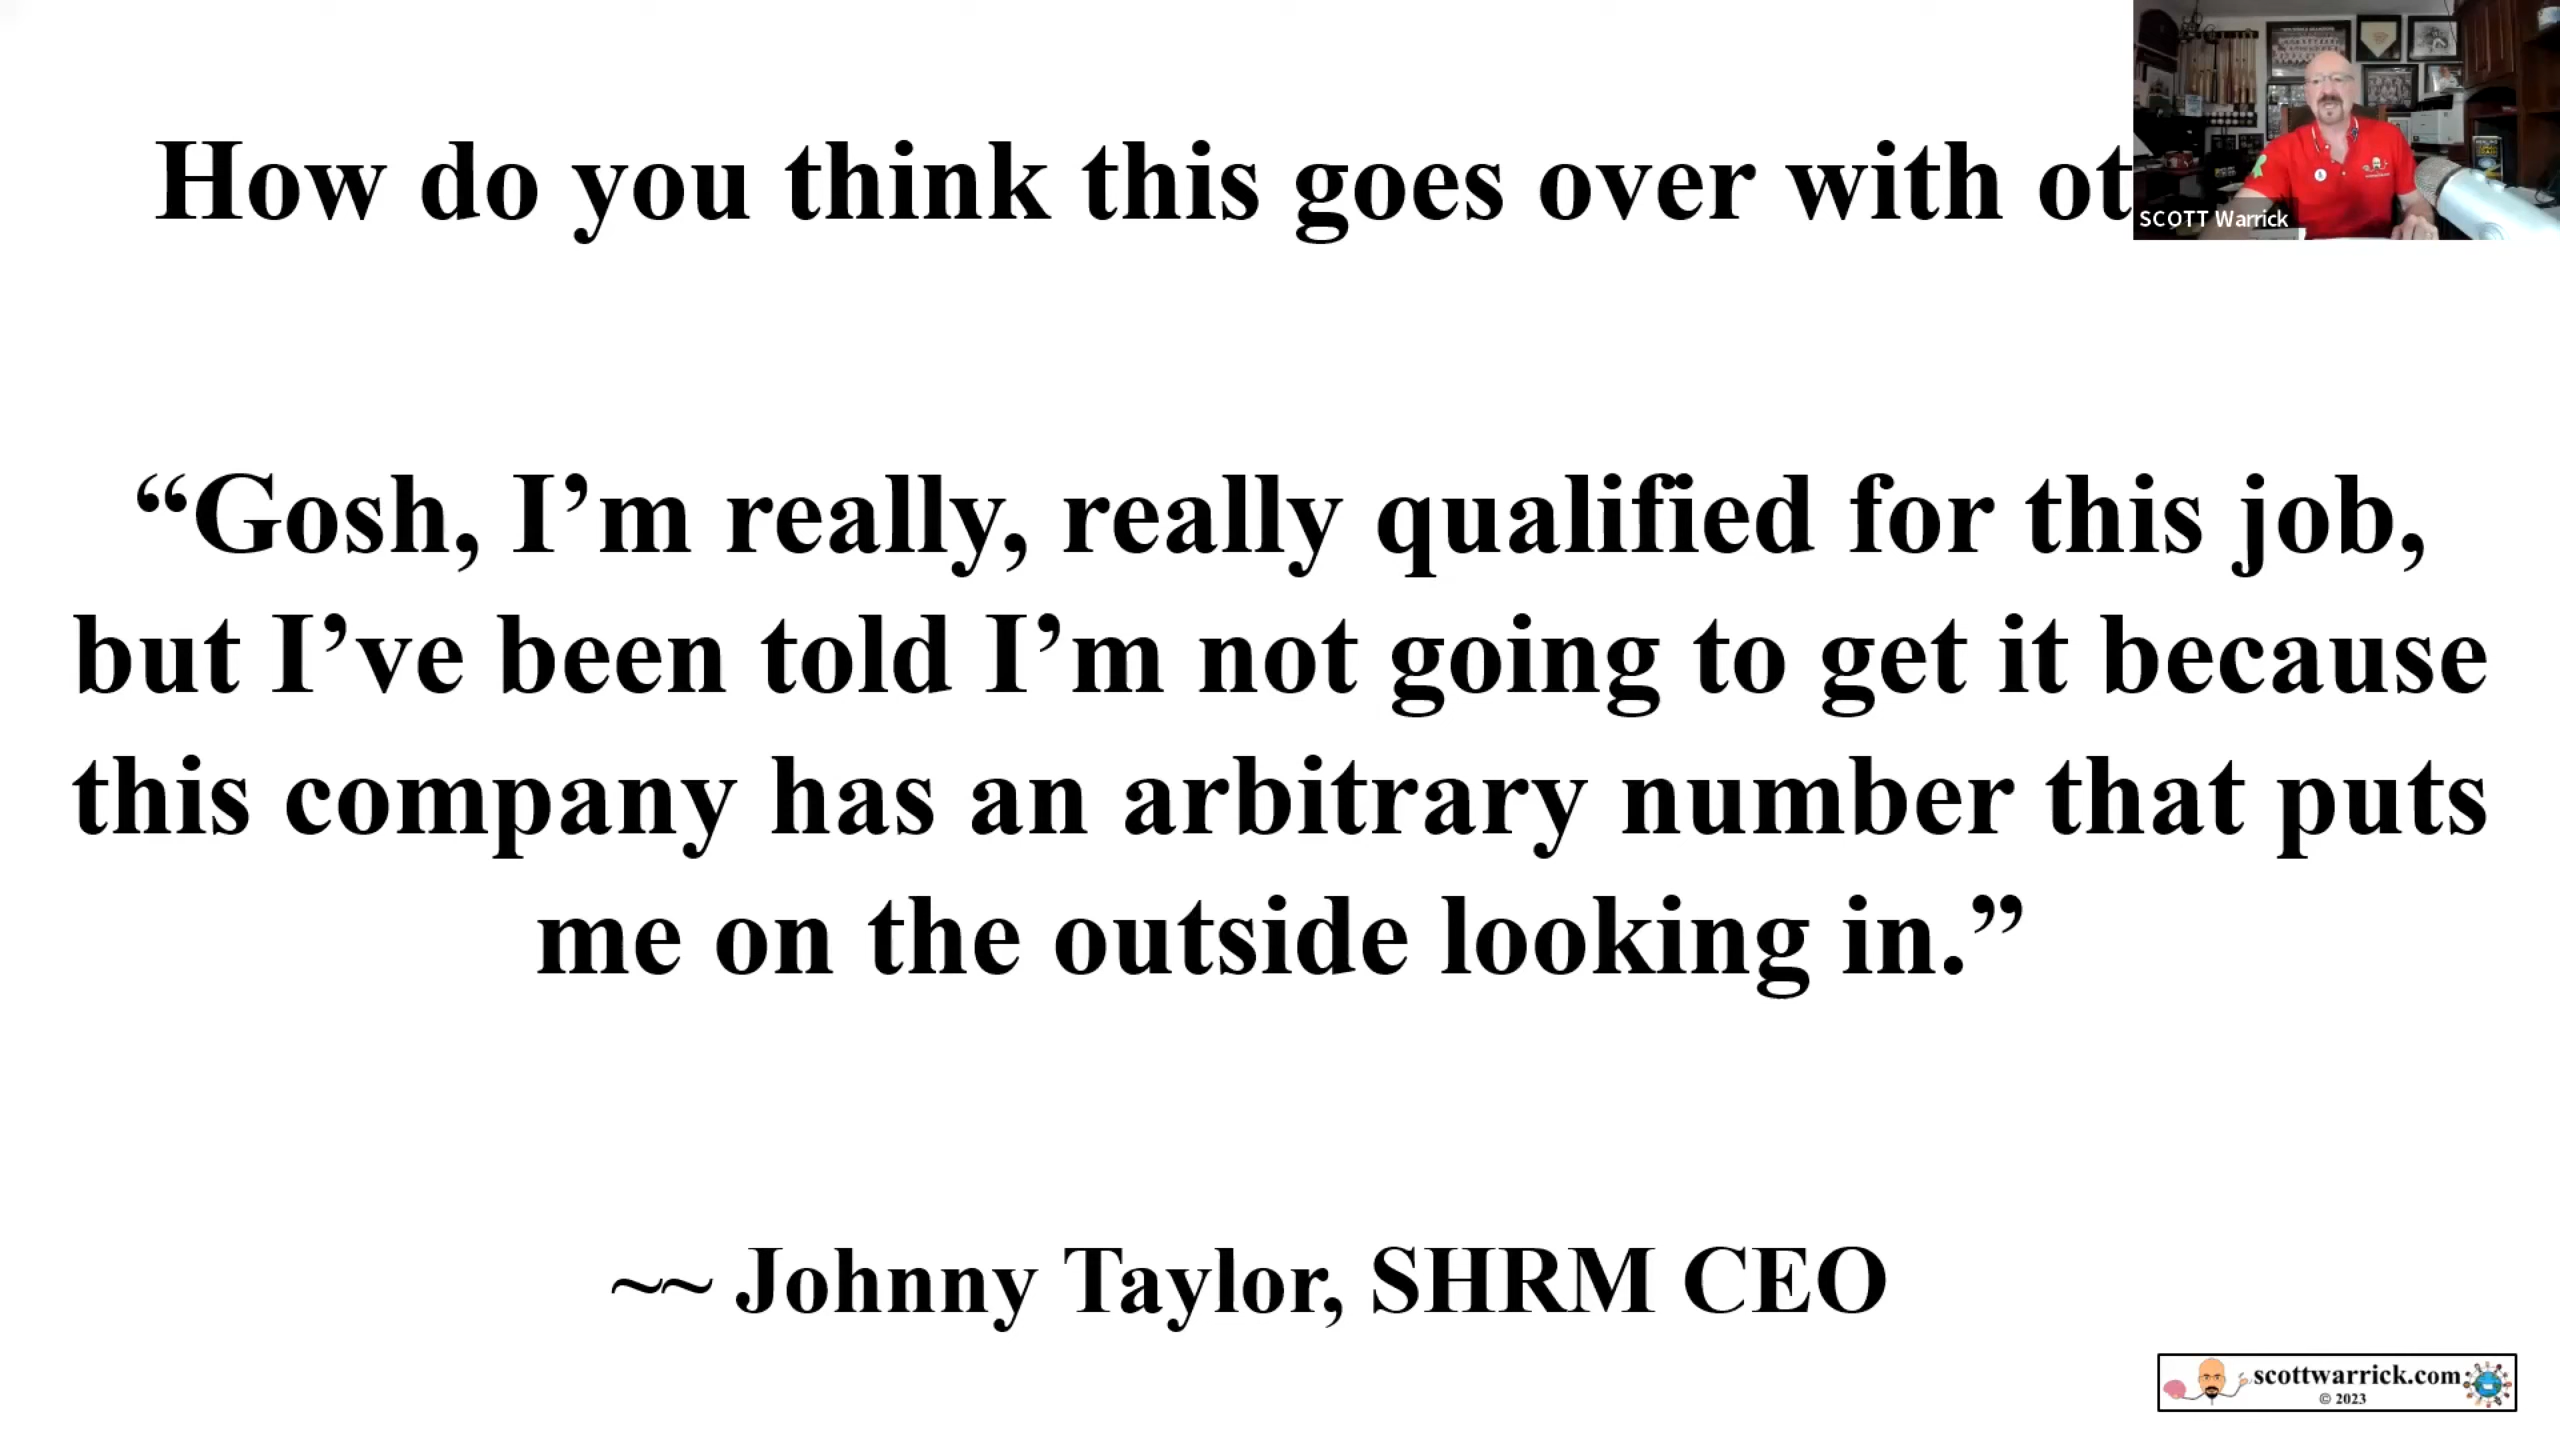 How do you think this goes over with ot
SCOTT Warrick
“Gosh, I’m really, really qualified for this job,
but I’ve been told I’m not going to get it because
this company has an arbitrary number that puts
me on the outside looking in.”
~~ Johnny Taylor, SHRM CEO
scottwarrick.com
© 2023